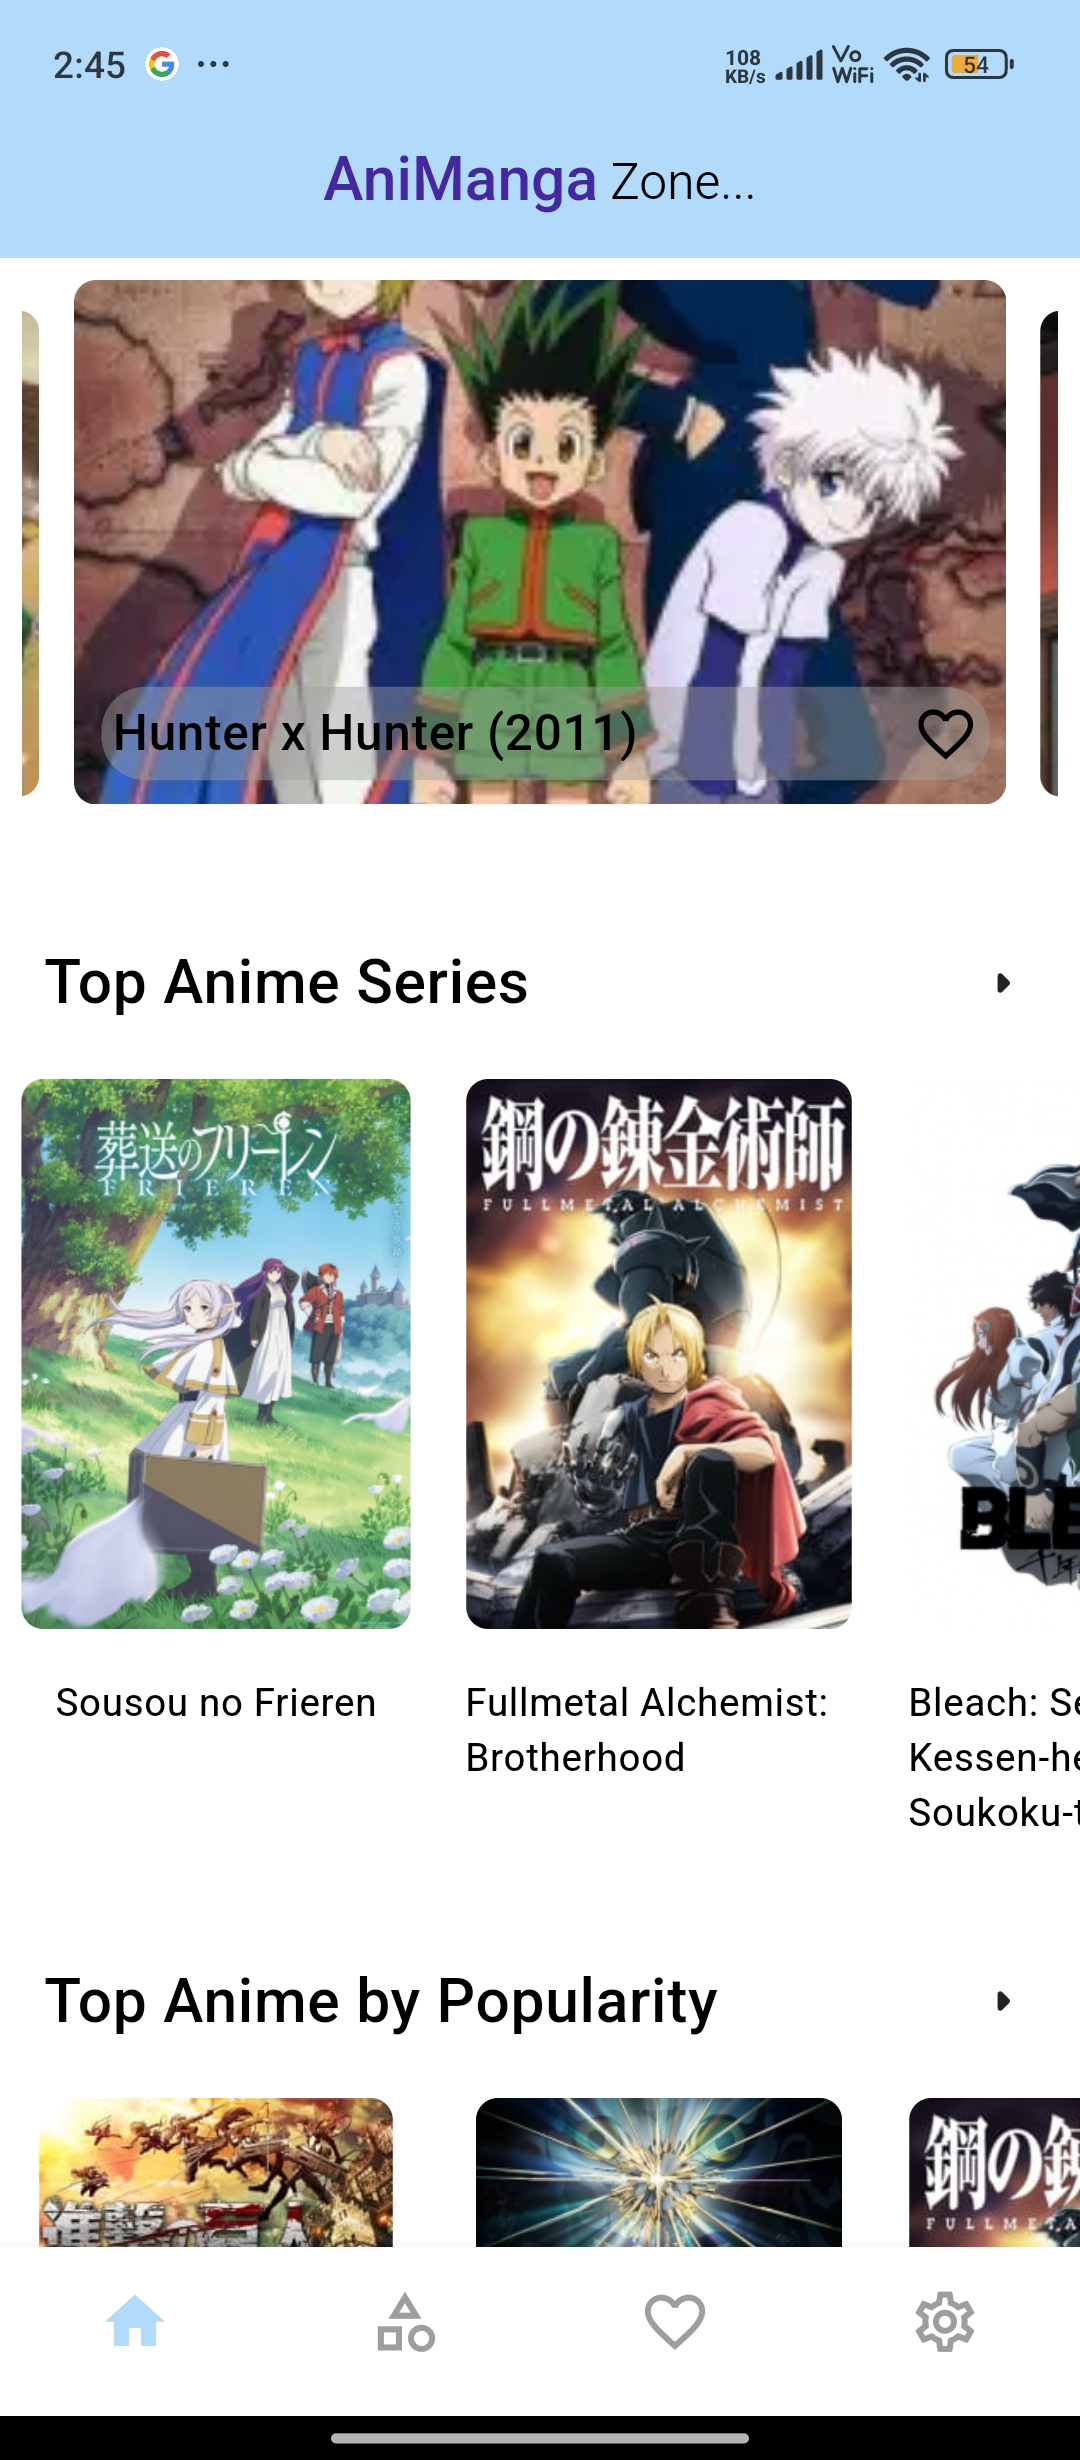 2:45
108
KB/s
Vo
WiFi
54
AniManga Zone...
Hunter x Hunter (2011)
Top Anime Series
葬送のフリーレン
FRIEREN
鋼の錬金術師
FULLMETAL ALCHEMIST
BLE
Sousou no Frieren
Fullmetal Alchemist:
Brotherhood
Bleach: Se
Kessen-he
Soukoku-t
Top Anime by Popularity
進撃の巨人
鋼の錬
FULLMETA